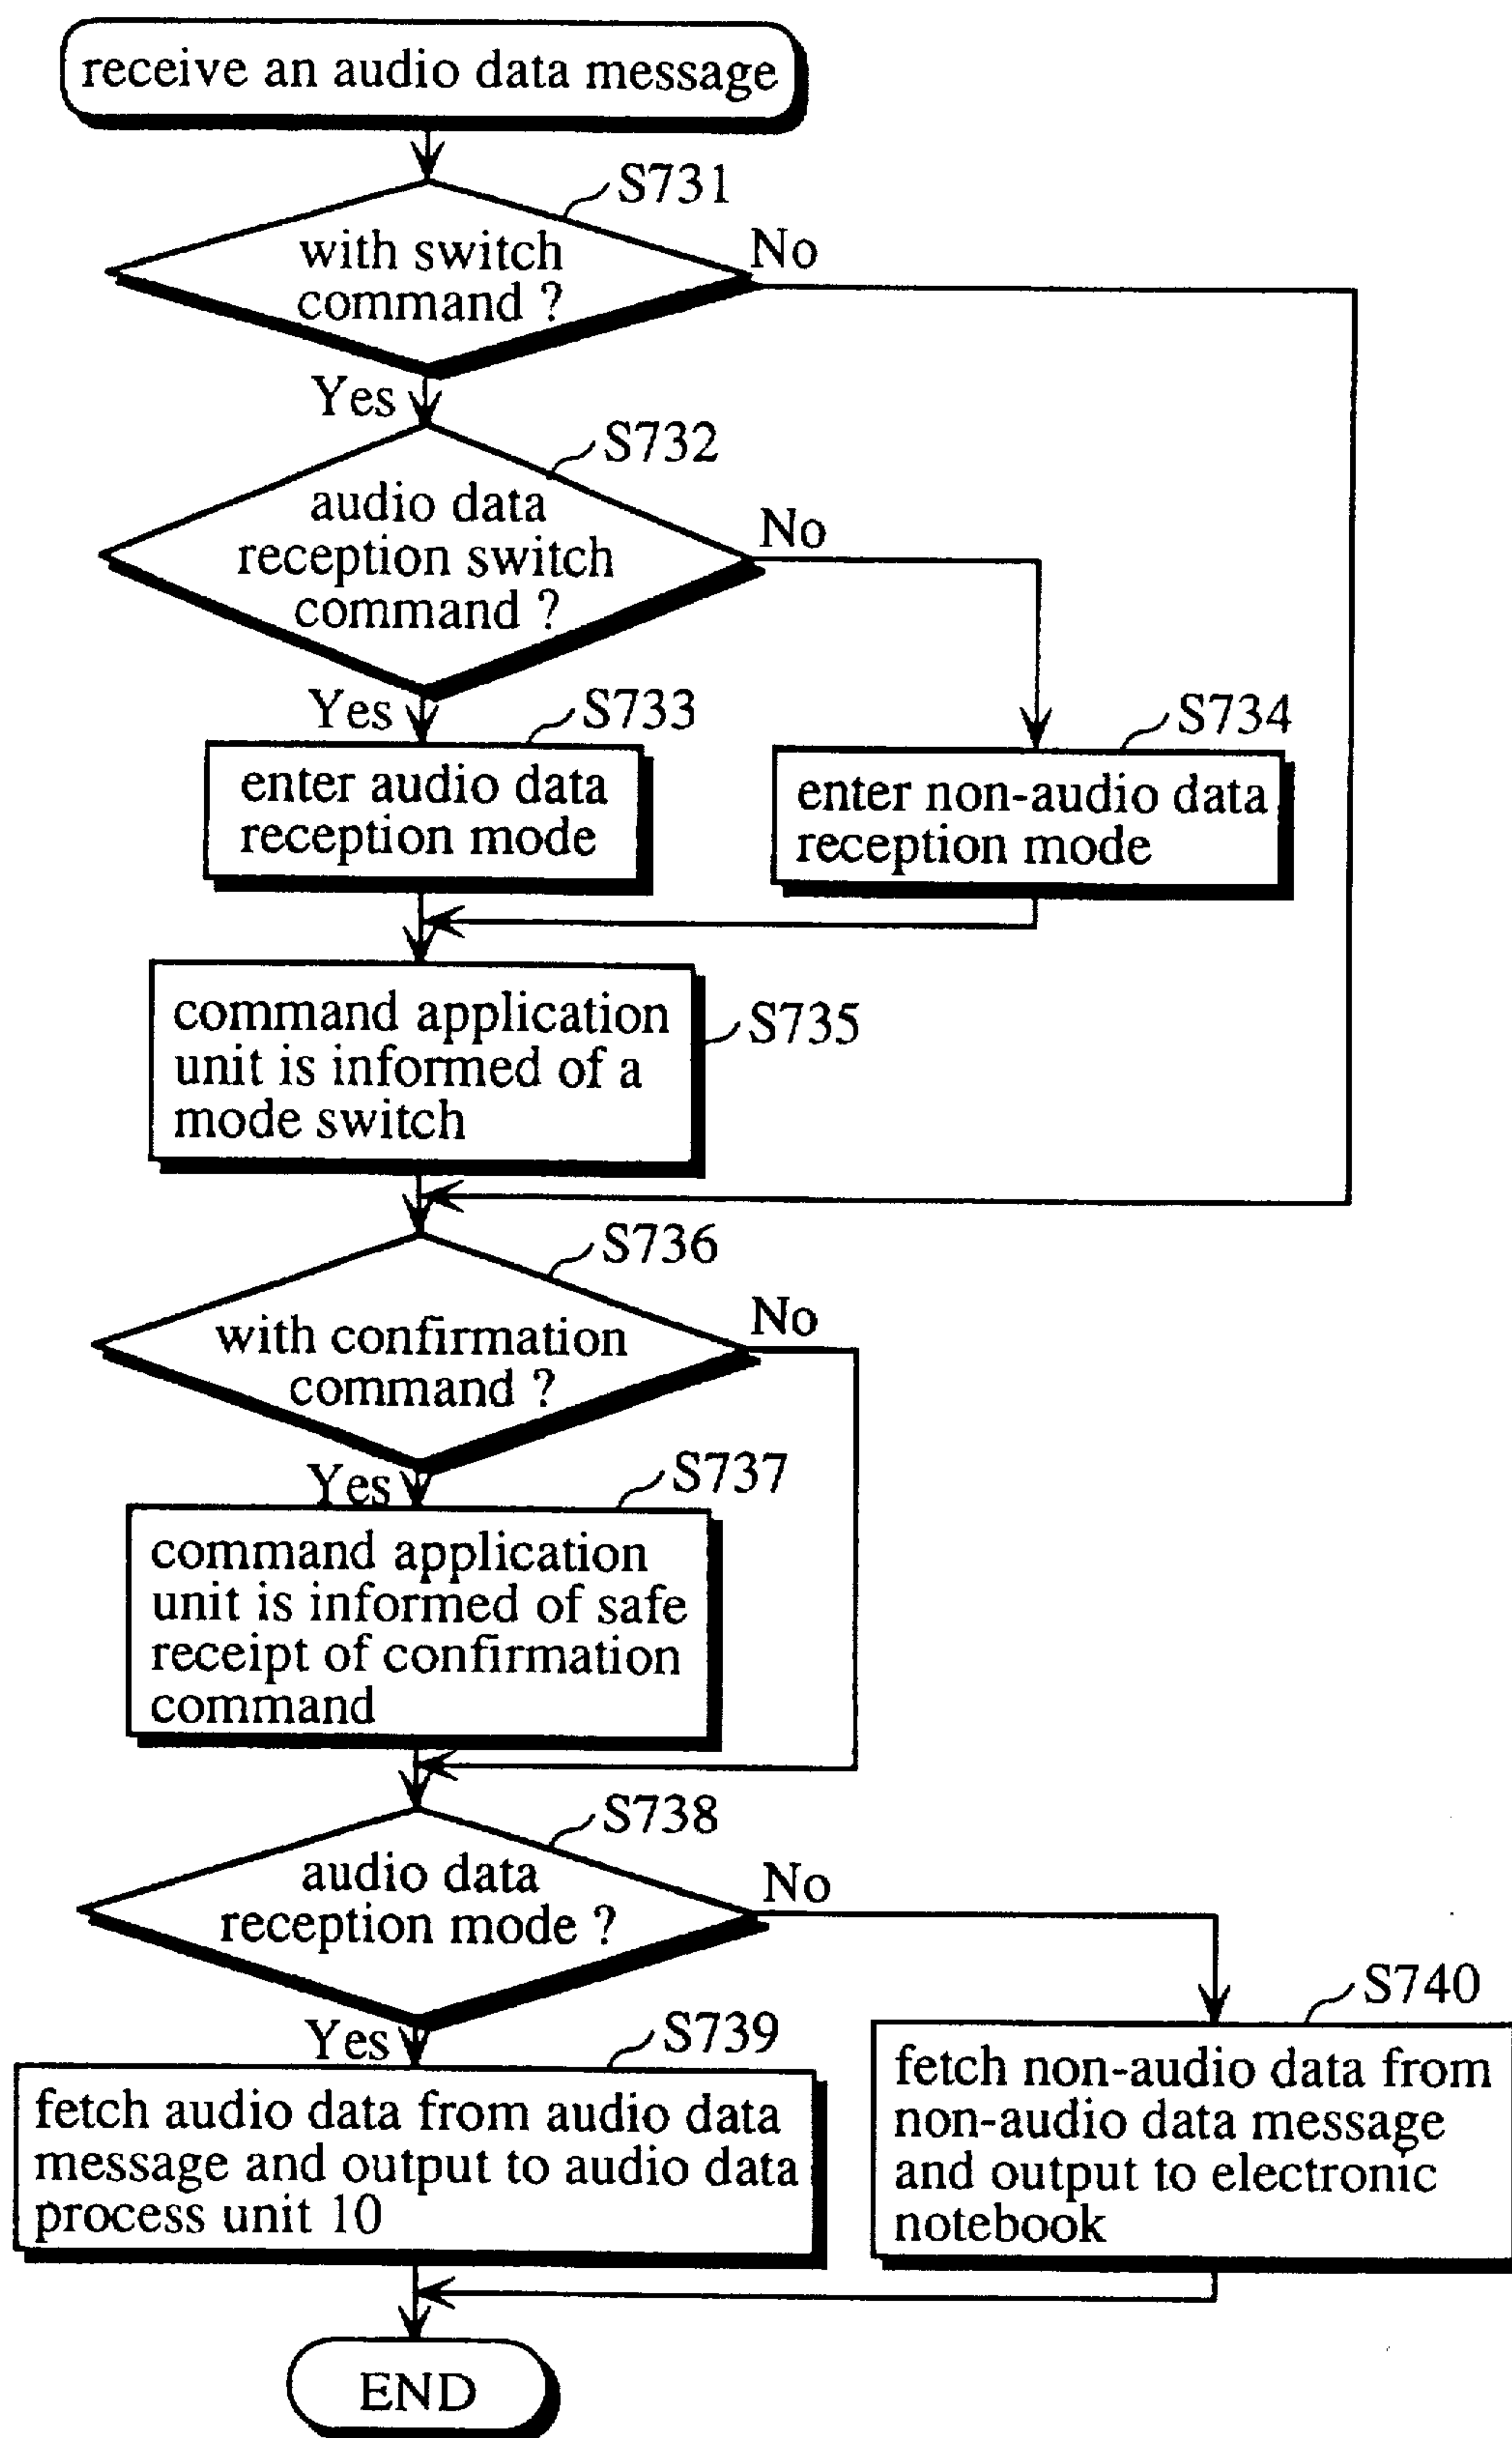 receive an audio data message
S731
with switch
command ?
No
Yes
S732
audio data
reception switch
command ?
No
Yes
S733
enter audio data
reception mode
S734
enter non-audio data
reception mode
command application
unit is informed of a
mode switch
S735
S736
with confirmation
command ?
No
Yes
S737
command application
unit is informed of safe
receipt of confirmation
command
S738
audio data
reception mode ?
No
Yes
S739
fetch audio data from audio data
message and output to audio data
process unit 10
S740
fetch non-audio data from
non-audio data message
and output to electronic
notebook
END